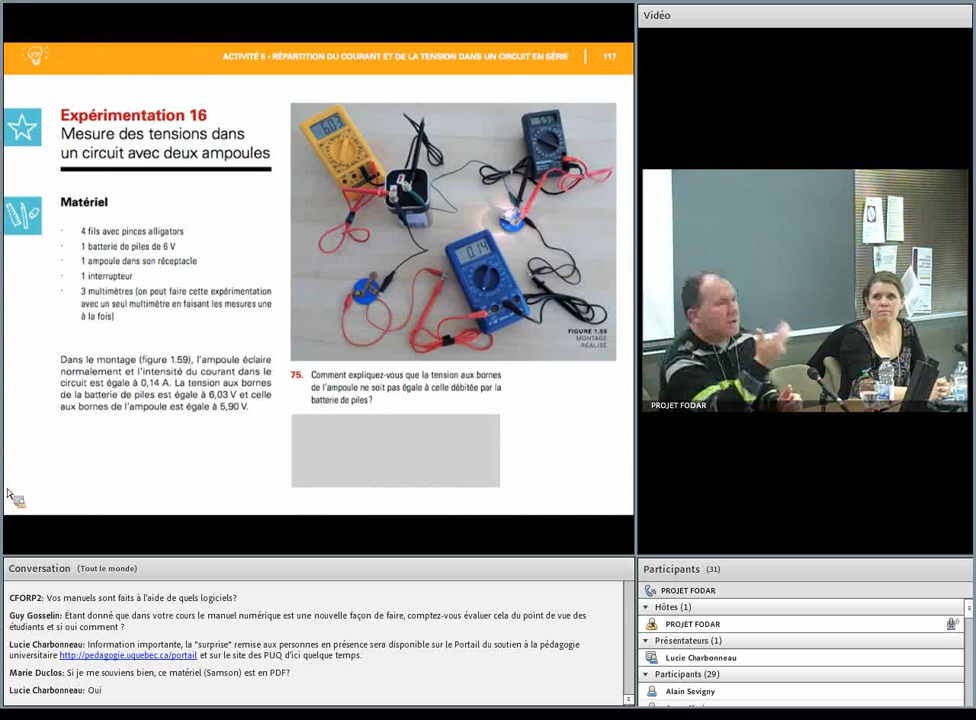 ACTIVITÉ 5 - RÉPARTITION DU COURANT ET DE LA TENSION DANS UN CIRCUIT EN SÉRIE | 117
Expérimentation 16
Mesure des tensions dans
un circuit avec deux ampoules
Matériel
· 4 fils avec pinces alligators
· 1 batterie de piles de 6 V
· 1 ampoule dans son réceptacle
· 1 interrupteur
· 3 multimètres (on peut faire cette expérimentation
avec un seul multimètre en faisant les mesures une
à la fois)
Dans le montage (figure 1.59), l'ampoule éclaire
normalement et l'intensité du courant dans le
circuit est égale à 0,14 A. La tension aux bornes
de la batterie de piles est égale à 6,03 V et celle
aux bornes de l'ampoule est égale à 5,90 V.
6.03
0.14
FIGURE 1.59
MONTAGE
RÉALISÉ
75. Comment expliquez-vous que la tension aux bornes
de l'ampoule ne soit pas égale à celle débitée par la
batterie de piles ?
Vidéo
PROJET FODAR
Conversation (Tout le monde)
CFORP2: Vos manuels sont faits à l'aide de quels logiciels?
Guy Gosselin: Étant donné que dans votre cours le manuel numérique est une nouvelle façon de faire, comptez-vous évaluer cela du point de vue des
étudiants et si oui comment ?
Lucie Charbonneau: Information importante, la "surprise" remise aux personnes en présence sera disponible sur le Portail du soutien à la pédagogie
universitaire http://pedagogie.uquebec.ca/portail et sur le site des PUQ d'ici quelque temps.
Marie Duclos: Si je me souviens bien, ce matériel (Samson) est en PDF?
Lucie Charbonneau: Oui
Participants (31)
PROJET FODAR
Hôtes (1)
PROJET FODAR
Présentateurs (1)
Lucie Charbonneau
Participants (29)
Alain Sevigny